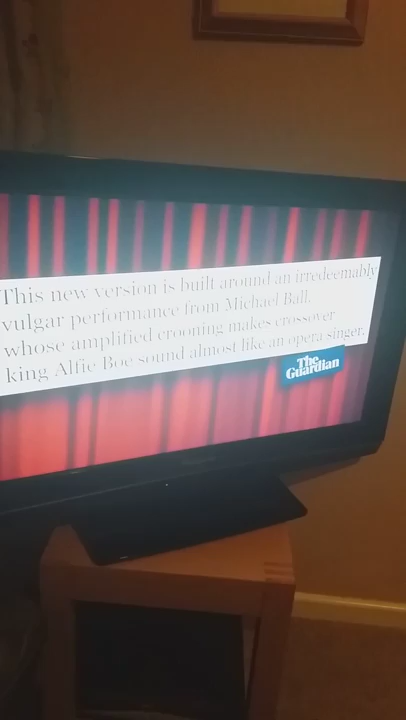 This new version is built around an irredeemably
vulgar performance from Michael Ball,
whose amplified crooning makes crossover
king Alfie Boe sound almost like an opera singer.
The
Guardian